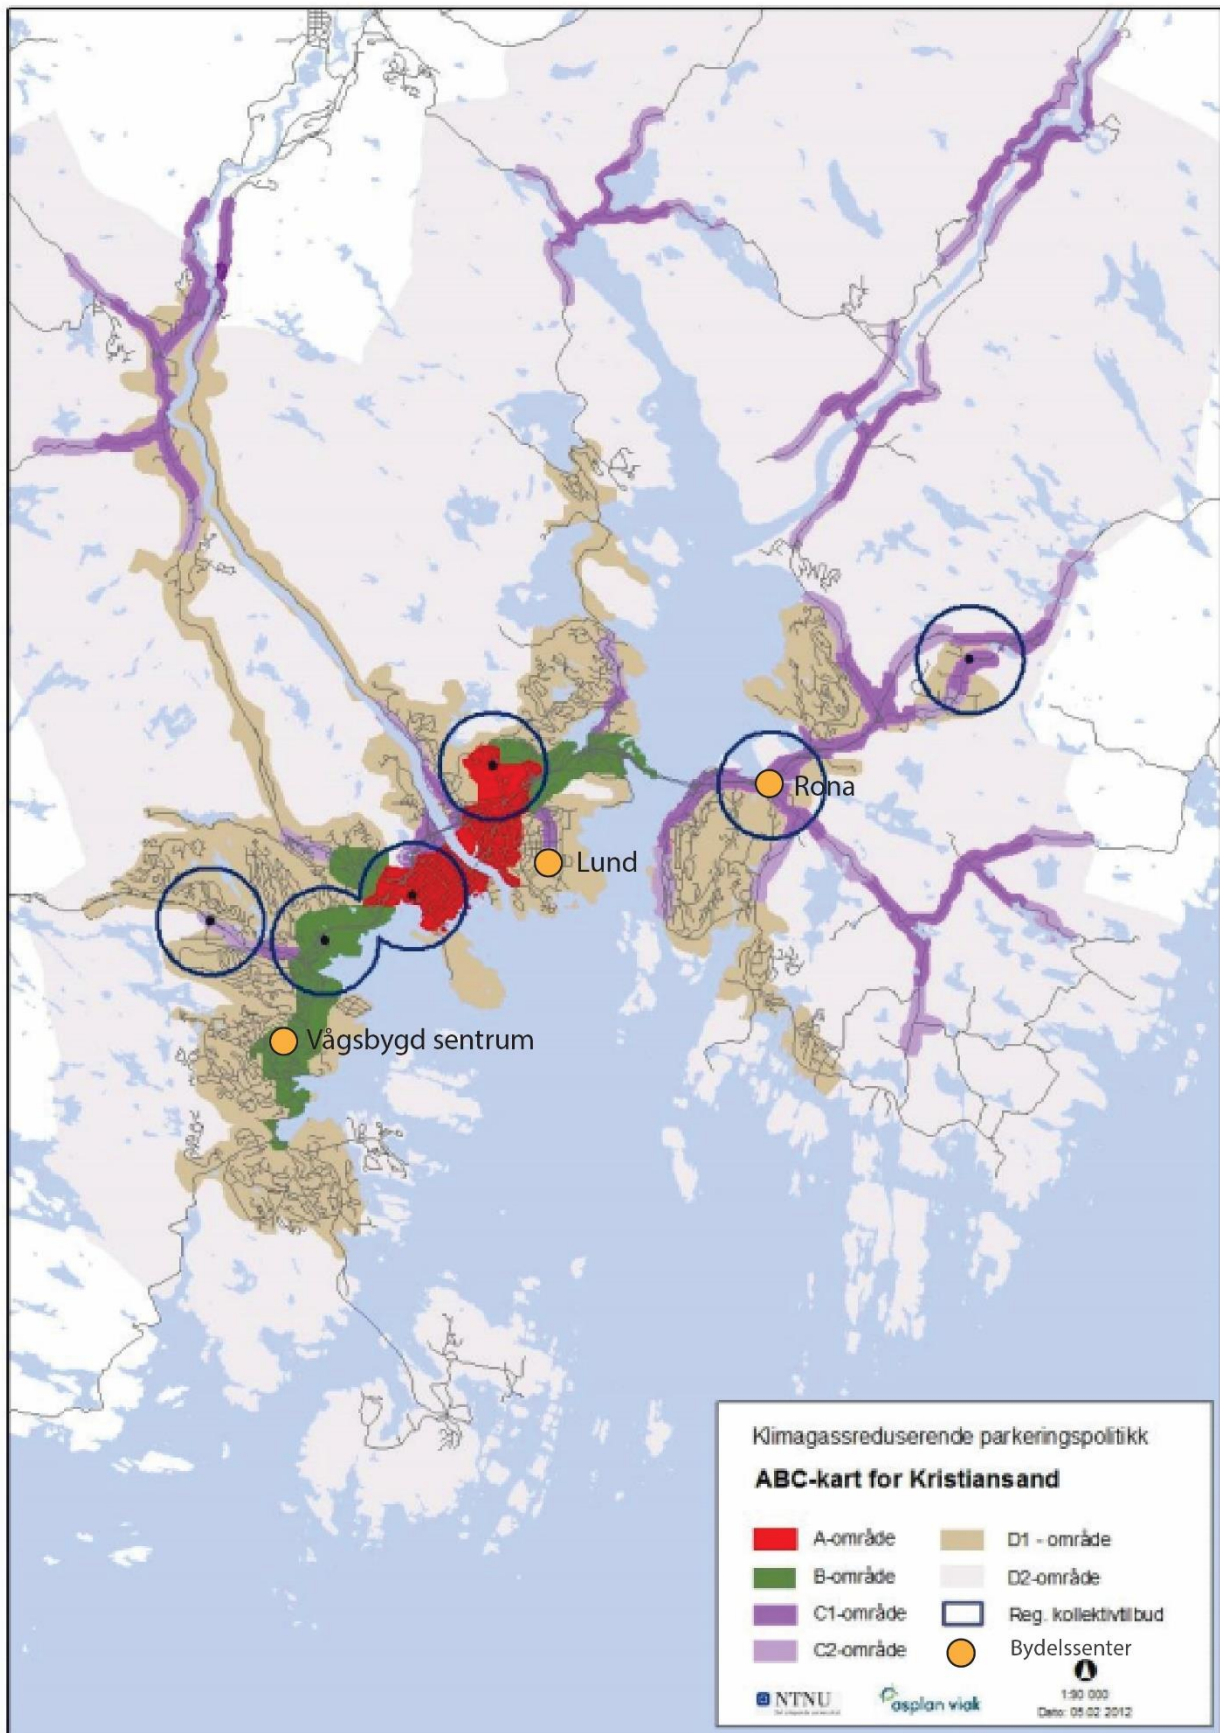 Rona
Lund
Vågsbygd sentrum
Klimagassreduserende parkeringspolitikk
ABC-kart for Kristiansand
A-område
B-område
C1-område
C2-område
D1 - område
D2-område
Reg. kollektivtilbud
Bydelssenter
NTNU
asplan viak
1:90 000
Dato: 05.02 2012